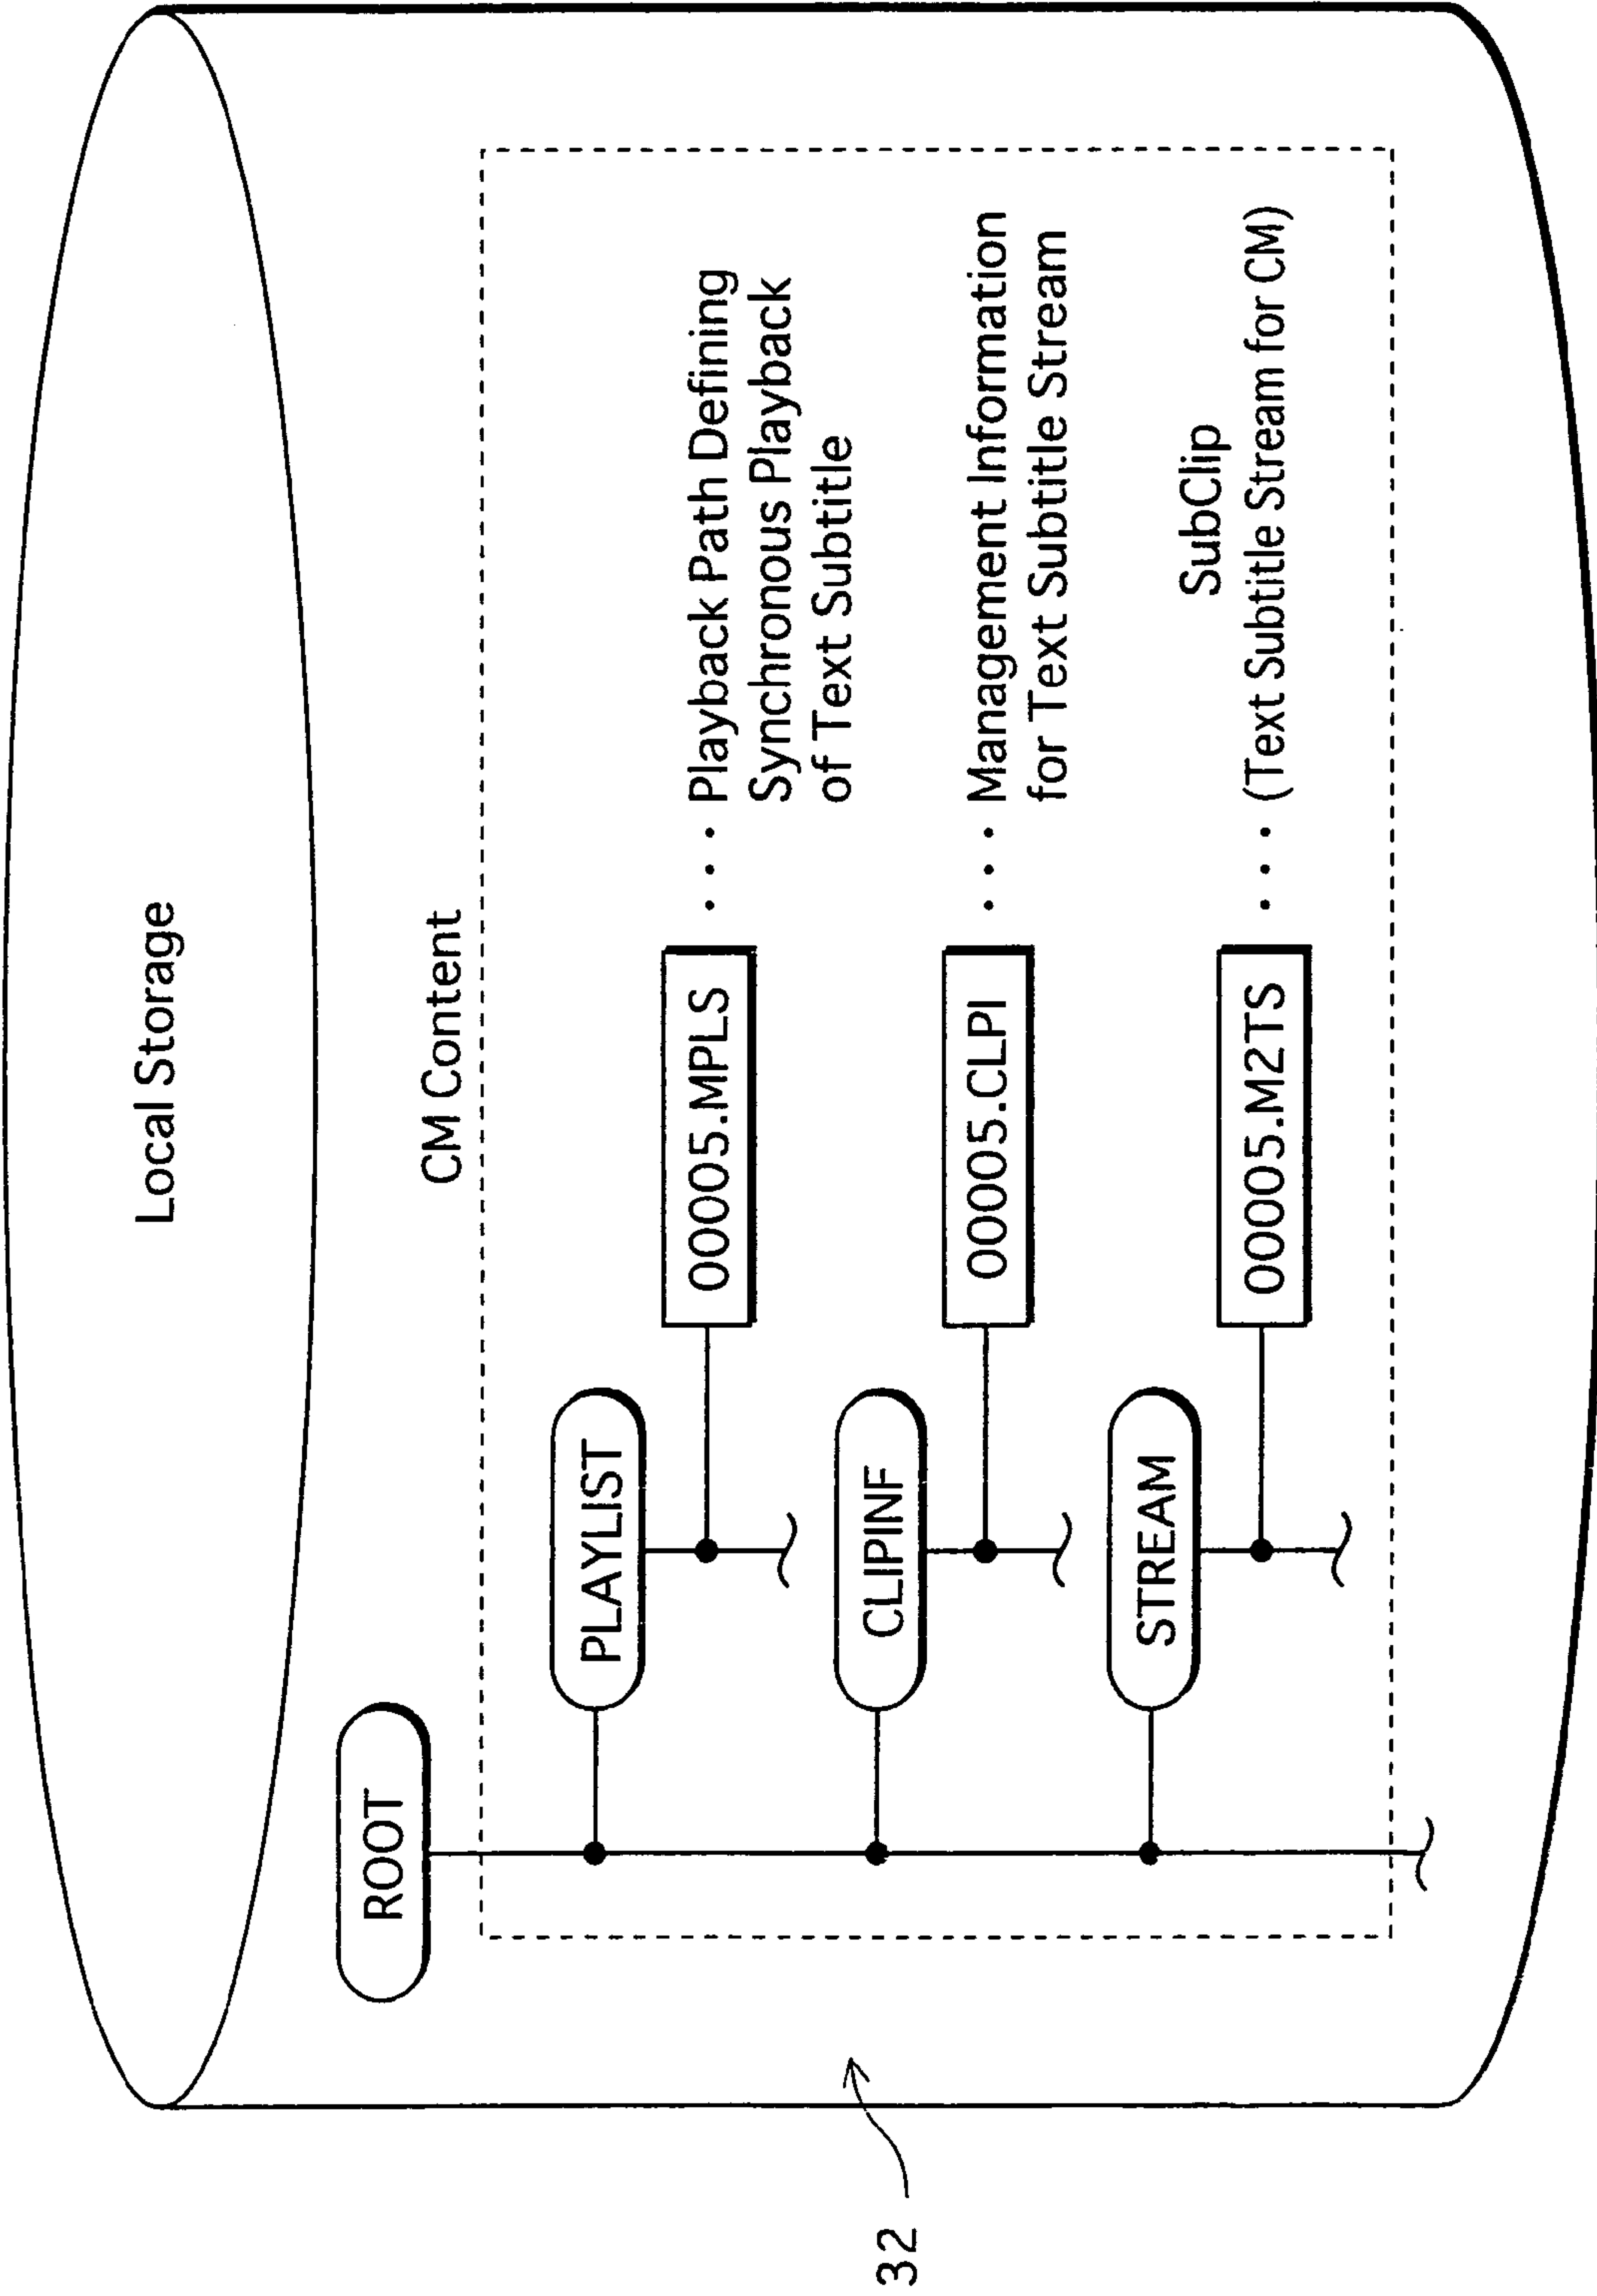 Local Storage
ROOT
CM Content
PLAYLIST
00005.MPLS
・・・ Playback Path Defining
Synchronous Playback
of Text Subtitle
CLIPINF
00005.CLPI
・・・ Management Information
for Text Subtitle Stream
STREAM
00005.M2TS
SubClip
・・・ (Text Subtitle Stream for CM)
32